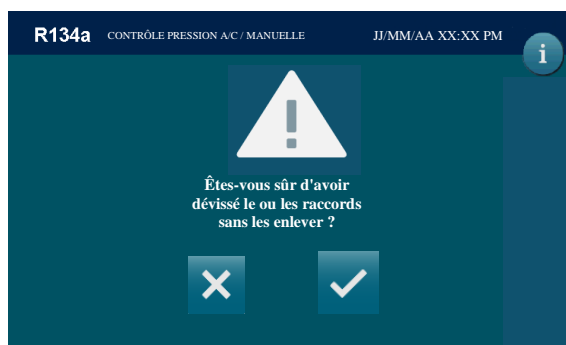 R134a CONTRÔLE PRESSION A/C / MANUELLE JJ/MM/AA XX:XX PM
i
!
Êtes-vous sûr d'avoir
dévissé le ou les raccords
sans les enlever ?